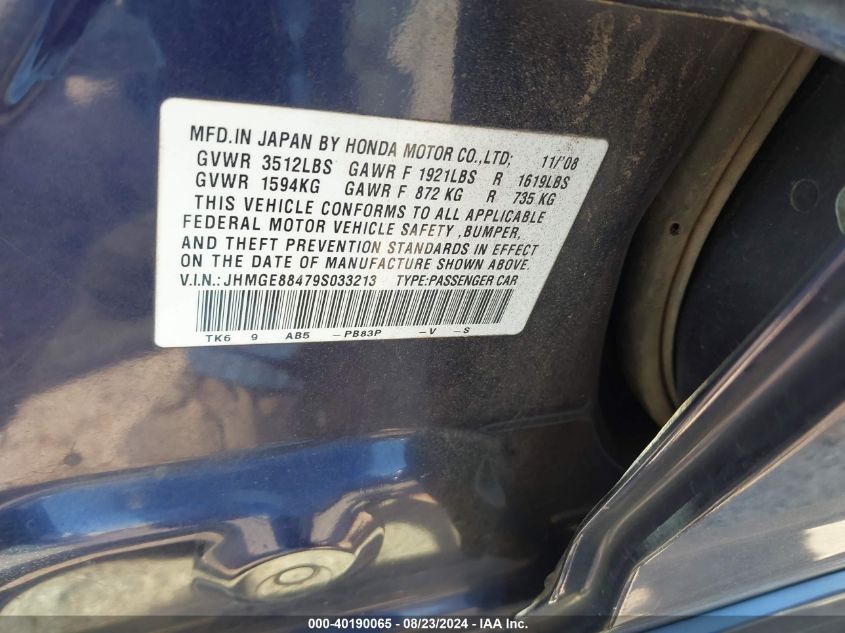 MFD.IN JAPAN BY HONDA MOTOR CO.,LTD; 11/'08
GVWR 3512LBS GAWR F 1921LBS R 1619LBS
GVWR 1594KG GAWR F 872 KG R 735 KG
THIS VEHICLE CONFORMS TO ALL APPLICABLE
FEDERAL MOTOR VEHICLE SAFETY ,BUMPER,
AND THEFT PREVENTION STANDARDS IN EFFECT
ON THE DATE OF MANUFACTURE SHOWN ABOVE.
V.I.N.:JHMGE88479S033213 TYPE:PASSENGER CAR
TK6 9 AB5 -PB83P -V -S
000-40190065 - 08/23/2024 - IAA Inc.